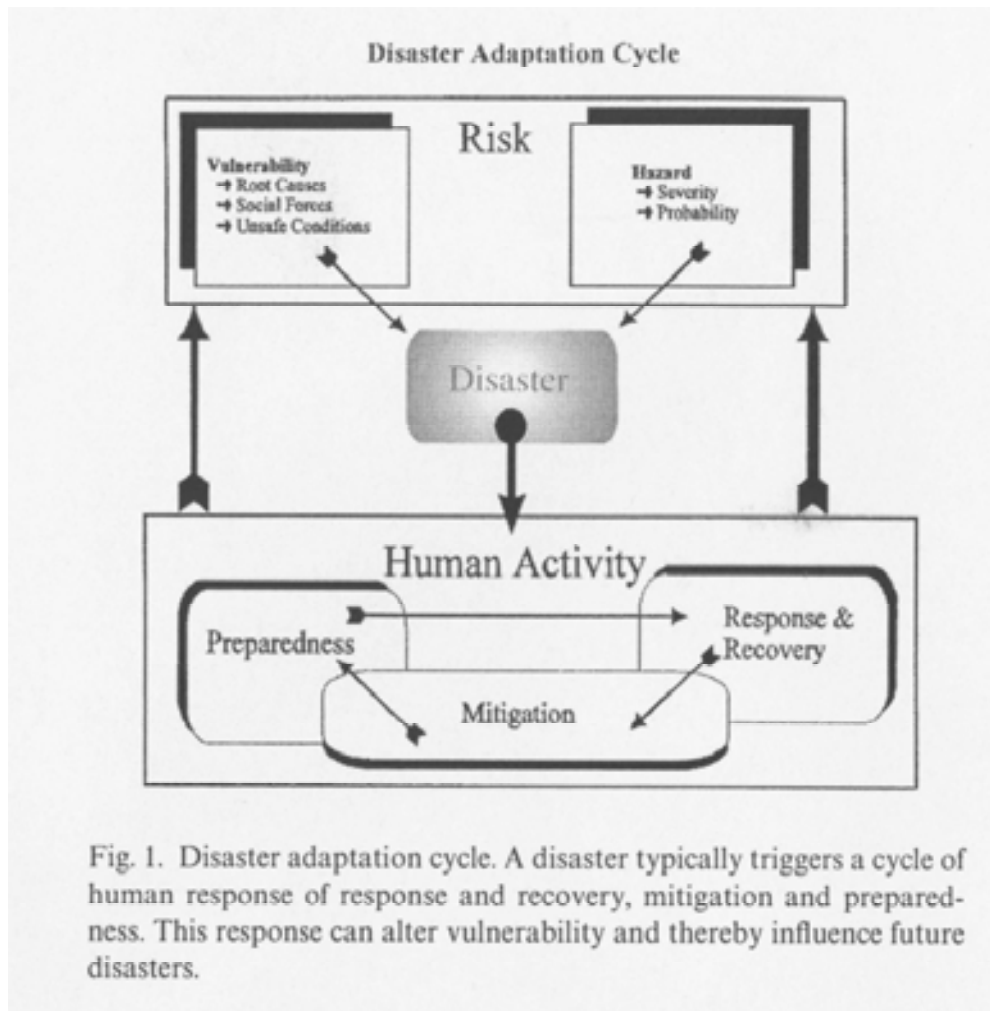 Disaster Adaptation Cycle
Risk
Vulnerability
→ Root Causes
→ Social Forces
→ Unsafe Conditions
Hazard
→ Severity
→ Probability
Disaster
Human Activity
Preparedness
Response &
Recovery
Mitigation
Fig. 1. Disaster adaptation cycle. A disaster typically triggers a cycle of
human response of response and recovery, mitigation and prepared-
ness. This response can alter vulnerability and thereby influence future
disasters.